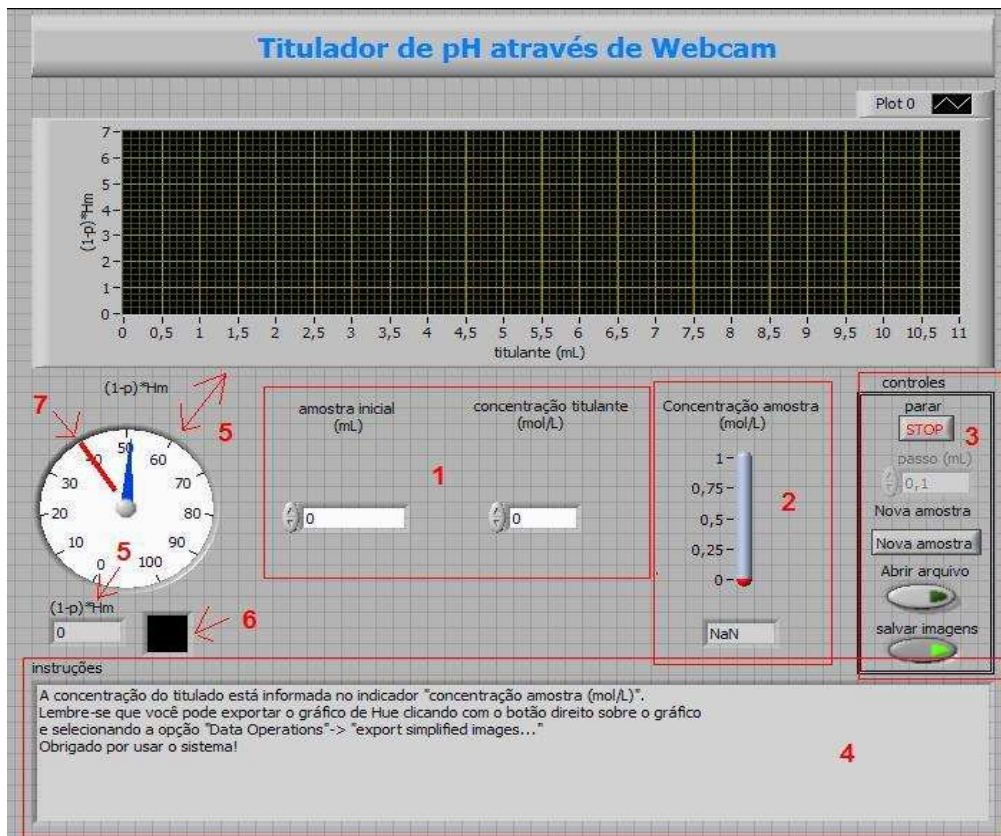 Titulador de pH através de Webcam
Plot 0
(1-p)*Hm
7
6
5
4
3
2
1
0
0 0,5 1 1,5 2 2,5 3 3,5 4 4,5 5 5,5 6 6,5 7 7,5 8 8,5 9 9,5 10 10,5 11
titulante (mL)
(1-p)*Hm
7
5
0 10 20 30 40 50 60 70 80 90 100
5
(1-p)*Hm
0
6
amostra inicial
(mL)
0
concentração titulante
(mol/L)
0
1
Concentração amostra
(mol/L)
1
0,75
0,5
0,25
0
NaN
2
controles
parar
STOP
3
passo (mL)
0,1
Nova amostra
Nova amostra
Abrir arquivo
salvar imagens
instruções
A concentração do titulado está informada no indicador "concentração amostra (mol/L)".
Lembre-se que você pode exportar o gráfico de Hue clicando com o botão direito sobre o gráfico
e selecionando a opção "Data Operations"-> "export simplified images..."
Obrigado por usar o sistema!
4